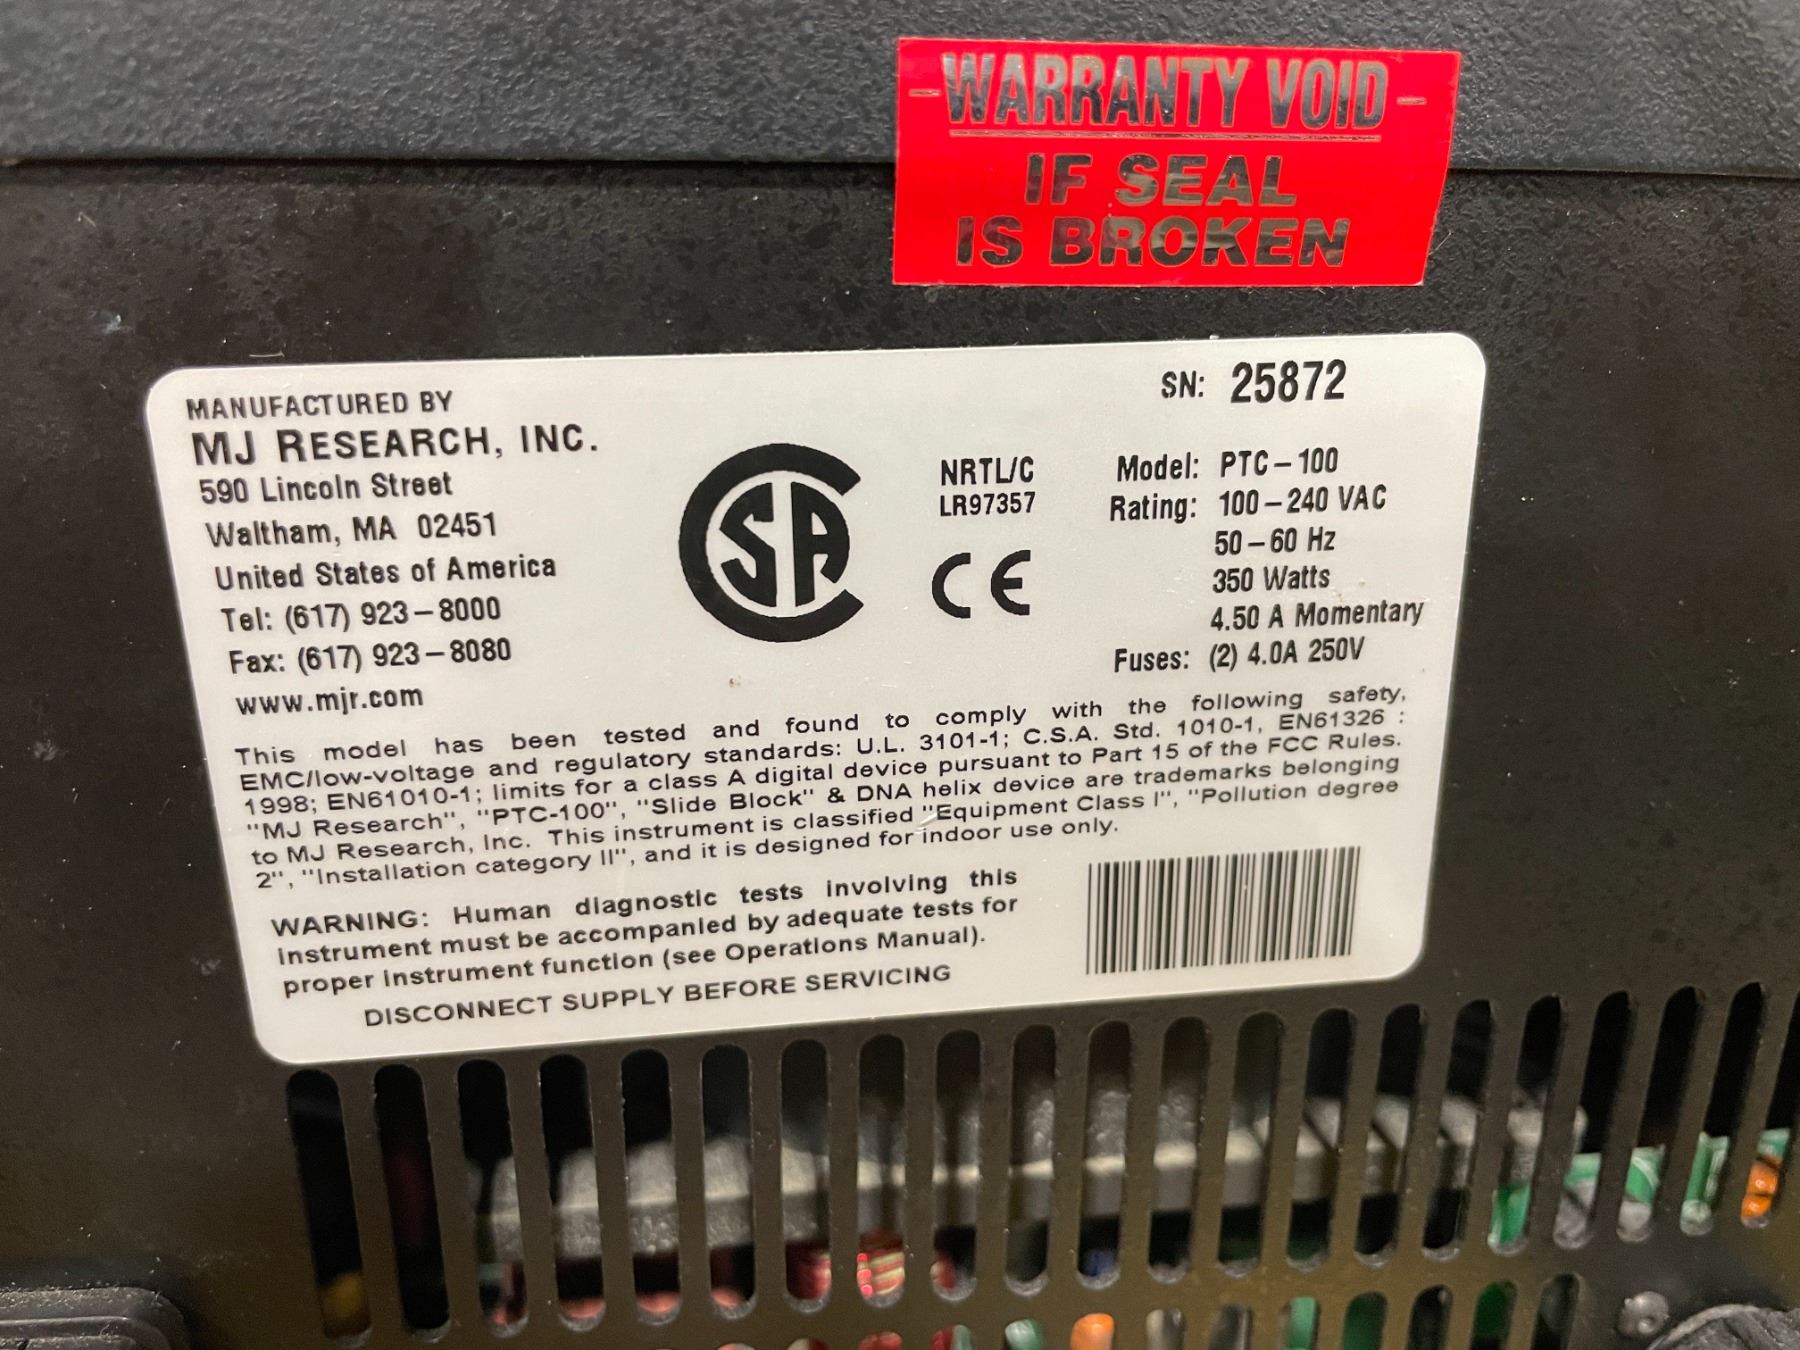 WARRANTY VOID
IF SEAL
IS BROKEN
MANUFACTURED BY
MJ RESEARCH, INC.
590 Lincoln Street
Waltham, MA 02451
United States of America
Tel: (617) 923-8000
Fax: (617) 923-8080
www.mjr.com
CSA
NRTL/C
LR97357
CE
SN: 25872
Model: PTC-100
Rating: 100-240 VAC
50-60 Hz
350 Watts
4.50 A Momentary
Fuses: (2) 4.0A 250V
This model has been tested and found to comply with the following safety,
EMC/low-voltage and regulatory standards: U.L. 3101-1; C.S.A. Std. 1010-1, EN61326 :
1998; EN61010-1; limits for a class A digital device pursuant to Part 15 of the FCC Rules.
"MJ Research", "PTC-100", "Slide Block" & DNA helix device are trademarks belonging
to MJ Research, Inc. This instrument is classified "Equipment Class I", "Pollution degree
2", "Installation category II", and it is designed for indoor use only.
WARNING: Human diagnostic tests involving this
instrument must be accompanied by adequate tests for
proper instrument function (see Operations Manual).
DISCONNECT SUPPLY BEFORE SERVICING